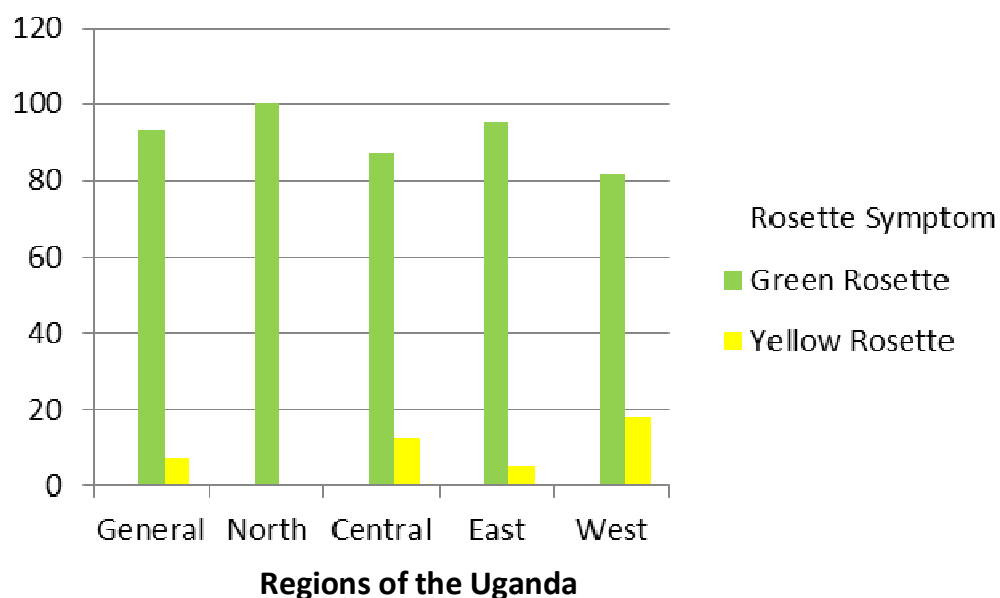 120
100
80
60
40
20
0
General North Central East West
Regions of the Uganda
Rosette Symptom
Green Rosette
Yellow Rosette